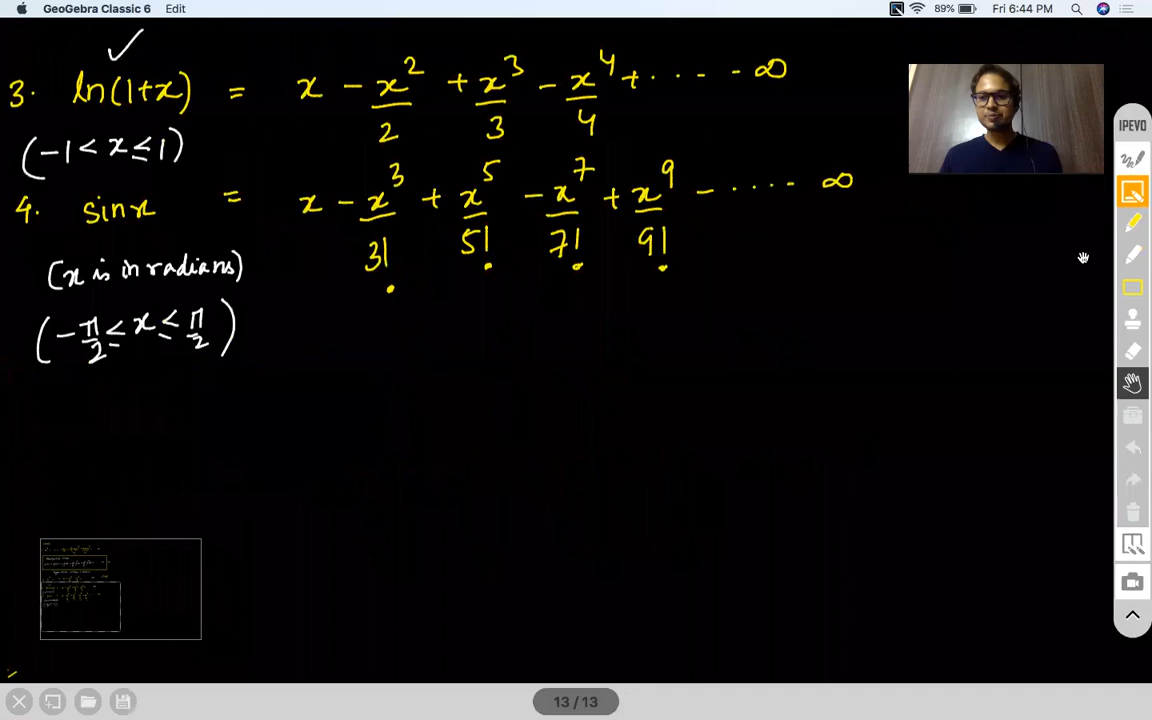 GeoGebra Classic 6 Edit 89% Fri 6:44 PM
3. ln(1+x) = x - x²/2 + x³/3 - x⁴/4 + ..... ∞
(-1 < x ≤ 1)
4. sinx = x - x³/3! + x⁵/5! - x⁷/7! + x⁹/9! - ..... ∞
(x is in radians)
(-π/2 ≤ x ≤ π/2)
IPEVO
13 / 13